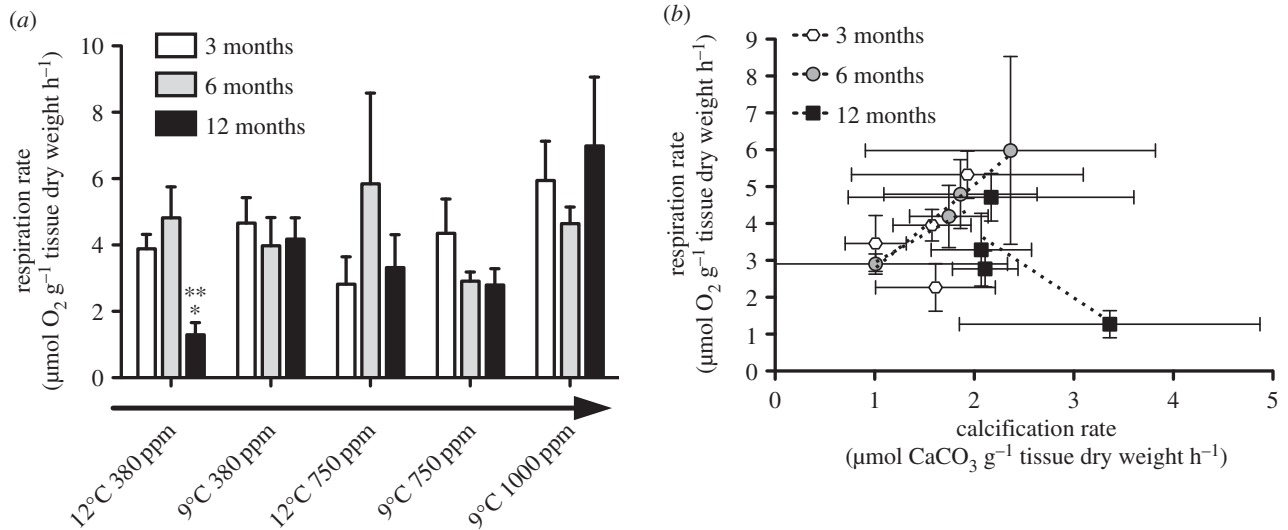 (a)
10
8
6
4
2
0
respiration rate
(µmol O₂ g⁻¹ tissue dry weight h⁻¹)
3 months
6 months
12 months
**
*
12°C 380 ppm
9°C 380 ppm
12°C 750 ppm
9°C 750 ppm
9°C 1000 ppm
(b)
9
8
7
6
5
4
3
2
1
0
respiration rate
(µmol O₂ g⁻¹ tissue dry weight h⁻¹)
3 months
6 months
12 months
0 1 2 3 4 5
calcification rate
(µmol CaCO₃ g⁻¹ tissue dry weight h⁻¹)